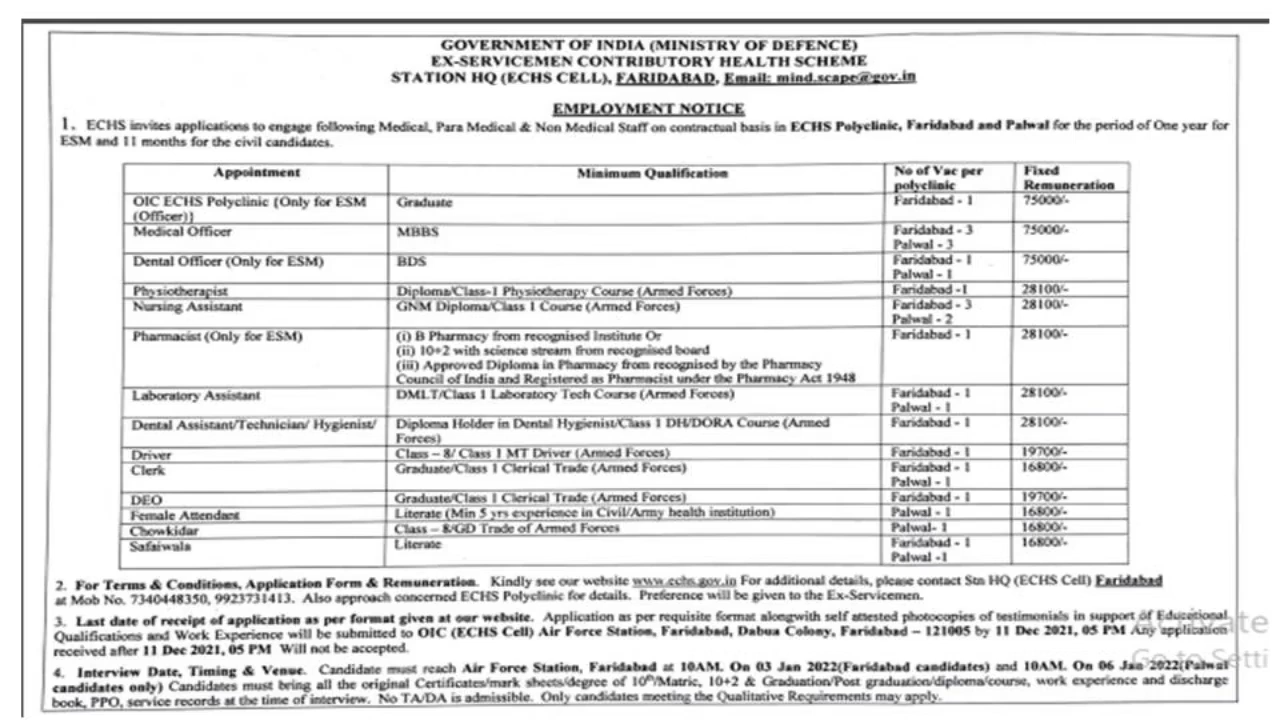 GOVERNMENT OF INDIA (MINISTRY OF DEFENCE)
EX-SERVICEMEN CONTRIBUTORY HEALTH SCHEME
STATION HQ (ECHS CELL), FARIDABAD, Email: mind.scape@gov.in
EMPLOYMENT NOTICE
1. ECHS invites applications to engage following Medical, Para Medical & Non Medical Staff on contractual basis in ECHS Polyclinic, Faridabad and Palwal for the period of One year for
ESM and 11 months for the civil candidates.
Appointment Minimum Qualification No of Vac per polyclinic Fixed Remuneration
OIC ECHS Polyclinic {Only for ESM (Officer)} Graduate Faridabad - 1 75000/-
Medical Officer MBBS Faridabad - 3 75000/-
Palwal - 3
Dental Officer (Only for ESM) BDS Faridabad - 1 75000/-
Palwal - 1
Physiotherapist Diploma/Class-1 Physiotherapy Course (Armed Forces) Faridabad -1 28100/-
Nursing Assistant GNM Diploma/Class 1 Course (Armed Forces) Faridabad - 3 28100/-
Palwal - 2
Pharmacist (Only for ESM) (i) B Pharmacy from recognised Institute Or Faridabad - 1 28100/-
(ii) 10+2 with science stream from recognised board
(iii) Approved Diploma in Pharmacy from recognised by the Pharmacy
Council of India and Registered as Pharmacist under the Pharmacy Act 1948
Laboratory Assistant DMLT/Class 1 Laboratory Tech Course (Armed Forces) Faridabad - 1 28100/-
Palwal - 1
Dental Assistant/Technician/ Hygienist/ Diploma Holder in Dental Hygienist/Class 1 DH/DORA Course (Armed Faridabad - 1 28100/-
Forces)
Driver Class – 8/ Class 1 MT Driver (Armed Forces) Faridabad - 1 19700/-
Clerk Graduate/Class 1 Clerical Trade (Armed Forces) Faridabad - 1 16800/-
Palwal - 1
DEO Graduate/Class 1 Clerical Trade (Armed Forces) Faridabad - 1 19700/-
Female Attendant Literate (Min 5 yrs experience in Civil/Army health institution) Palwal - 1 16800/-
Chowkidar Class – 8/GD Trade of Armed Forces Palwal- 1 16800/-
Safaiwala Literate Faridabad - 1 16800/-
Palwal -1
2. For Terms & Conditions, Application Form & Remuneration. Kindly see our website www.echs.gov.in For additional details, please contact Stn HQ (ECHS Cell) Faridabad
at Mob No. 7340448350, 9923731413. Also approach concerned ECHS Polyclinic for details. Preference will be given to the Ex-Servicemen.
3. Last date of receipt of application as per format given at our website. Application as per requisite format alongwith self attested photocopies of testimonials in support of Educational
Qualifications and Work Experience will be submitted to OIC (ECHS Cell) Air Force Station, Faridabad, Dabua Colony, Faridabad – 121005 by 11 Dec 2021, 05 PM Any application
received after 11 Dec 2021, 05 PM Will not be accepted.
4. Interview Date, Timing & Venue. Candidate must reach Air Force Station, Faridabad at 10AM. On 03 Jan 2022(Faridabad candidates) and 10AM. On 06 Jan 2022(Palwal
candidates only) Candidates must bring all the original Certificates/mark sheets/degree of 10th/Matric, 10+2 & Graduation/Post graduation/diploma/course, work experience and discharge
book, PPO, service records at the time of interview. No TA/DA is admissible. Only candidates meeting the Qualitative Requirements may apply.
Activate
Go to Setti